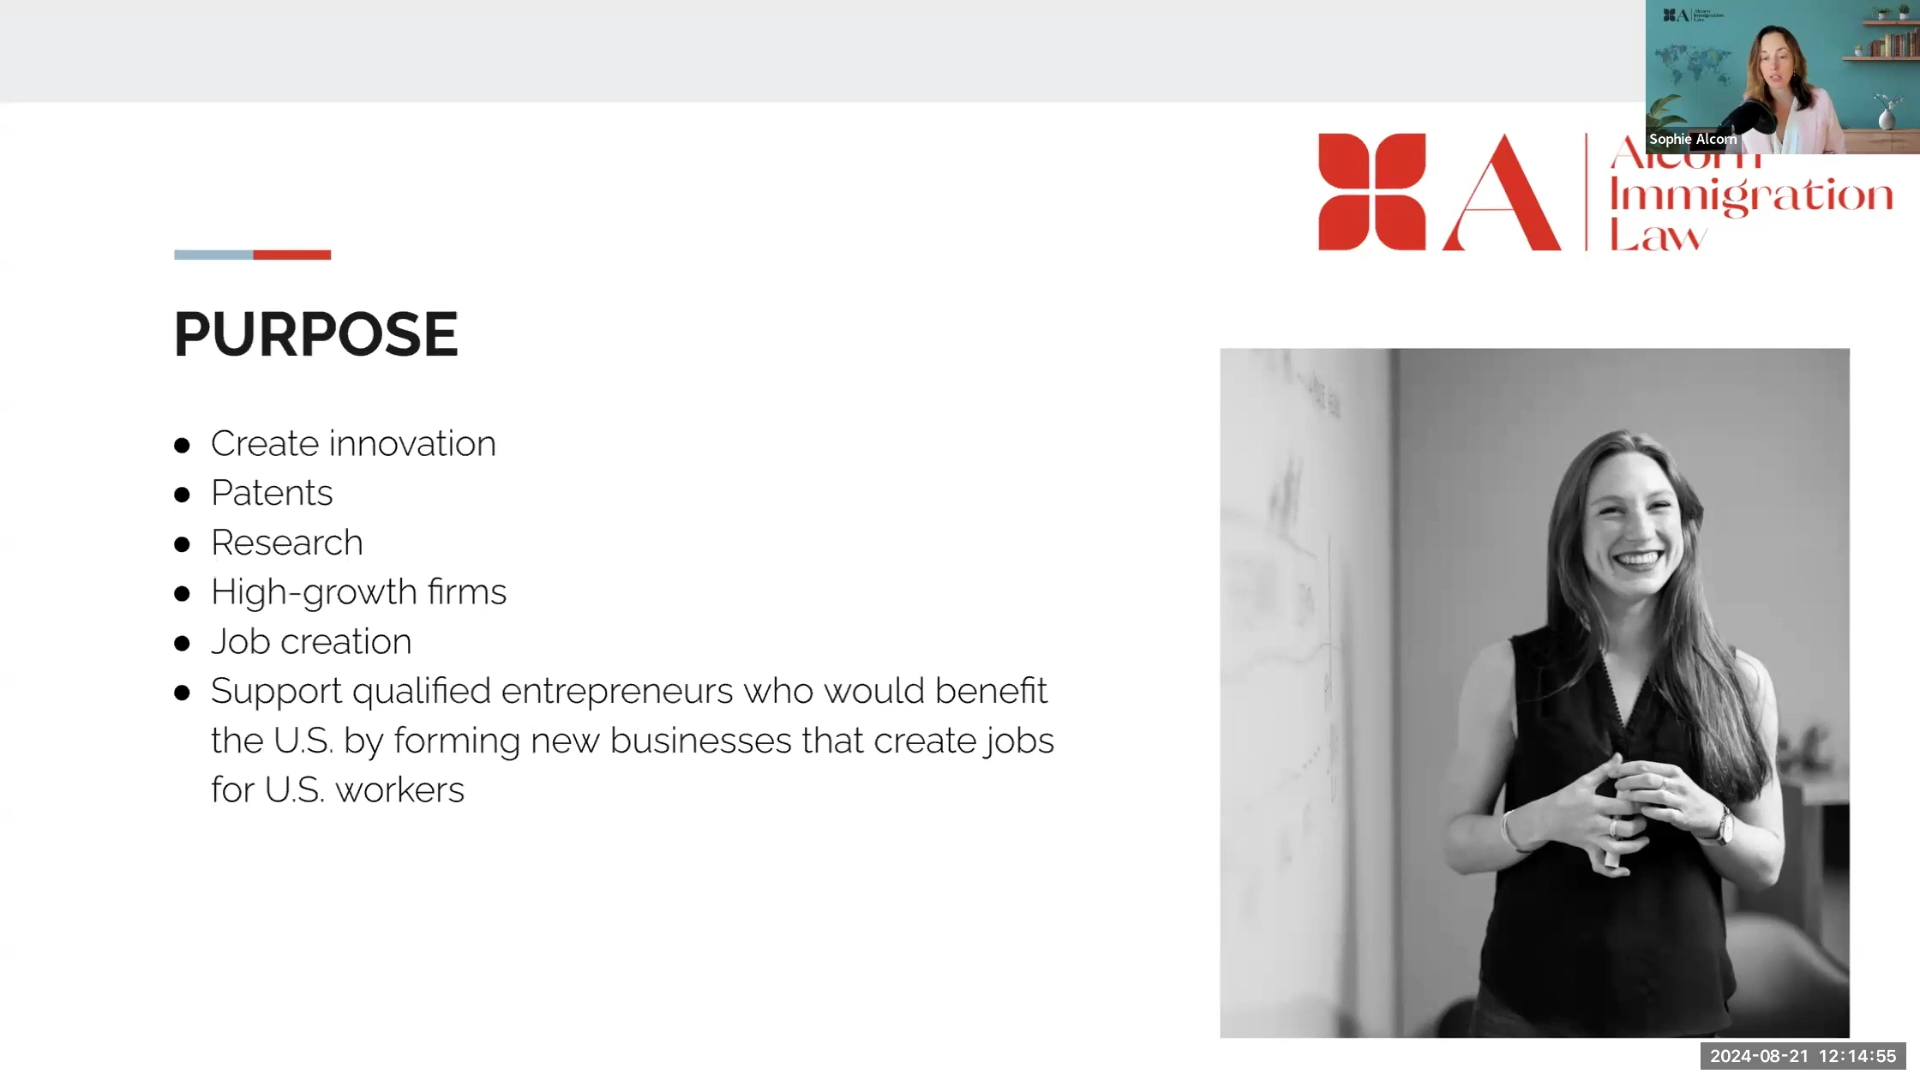 Sophie Alcorn
Alcorn
Immigration
Law
PURPOSE
● Create innovation
● Patents
● Research
● High-growth firms
● Job creation
● Support qualified entrepreneurs who would benefit
the U.S. by forming new businesses that create jobs
for U.S. workers
2024-08-21 12:14:55